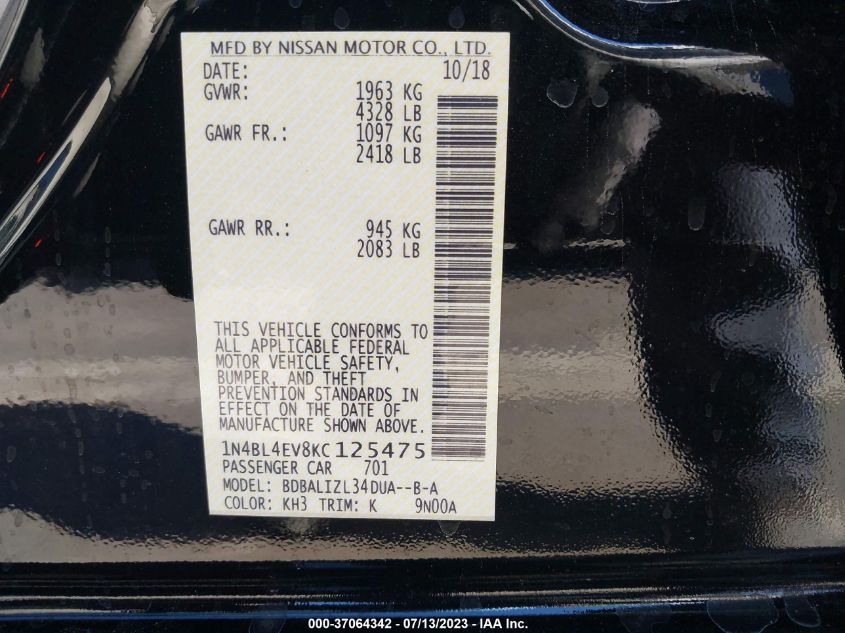 MFD BY NISSAN MOTOR CO., LTD.
DATE: 10/18
GVWR: 1963 KG
4328 LB
GAWR FR.: 1097 KG
2418 LB
GAWR RR.: 945 KG
2083 LB
THIS VEHICLE CONFORMS TO
ALL APPLICABLE FEDERAL
MOTOR VEHICLE SAFETY,
BUMPER, AND THEFT
PREVENTION STANDARDS IN
EFFECT ON THE DATE OF
MANUFACTURE SHOWN ABOVE.
1N4BL4EV8KC125475
PASSENGER CAR 701
MODEL: BDBALIZL34DUA--B-A
COLOR: KH3 TRIM: K 9N00A
000-37064342 - 07/13/2023 - IAA Inc.